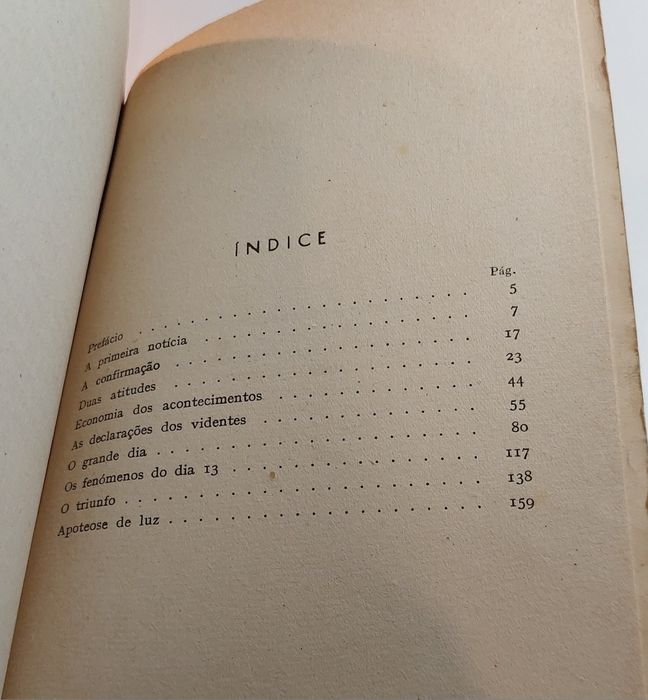 ÍNDICE
Pág.
Prefácio . . . . . . . . . . . . . . . . . . 5
A primeira notícia . . . . . . . . . . . . . 7
A confirmação . . . . . . . . . . . . . . . 17
Duas atitudes . . . . . . . . . . . . . . . 23
Economia dos acontecimentos . . . . . . . . . 44
As declarações dos videntes . . . . . . . . . . 55
O grande dia . . . . . . . . . . . . . . . . 80
Os fenómenos do dia 13 . . . . . . . . . . . . 117
O triunfo . . . . . . . . . . . . . . . . . 138
Apoteose de luz . . . . . . . . . . . . . . . 159